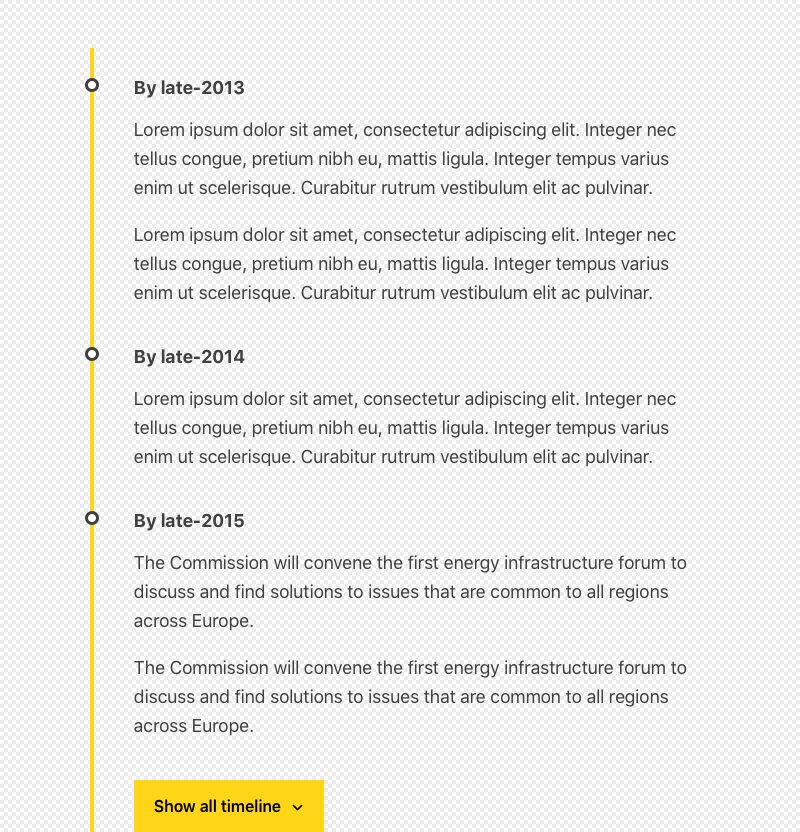 By late-2013
Lorem ipsum dolor sit amet, consectetur adipiscing elit. Integer nec
tellus congue, pretium nibh eu, mattis ligula. Integer tempus varius
enim ut scelerisque. Curabitur rutrum vestibulum elit ac pulvinar.
Lorem ipsum dolor sit amet, consectetur adipiscing elit. Integer nec
tellus congue, pretium nibh eu, mattis ligula. Integer tempus varius
enim ut scelerisque. Curabitur rutrum vestibulum elit ac pulvinar.
By late-2014
Lorem ipsum dolor sit amet, consectetur adipiscing elit. Integer nec
tellus congue, pretium nibh eu, mattis ligula. Integer tempus varius
enim ut scelerisque. Curabitur rutrum vestibulum elit ac pulvinar.
By late-2015
The Commission will convene the first energy infrastructure forum to
discuss and find solutions to issues that are common to all regions
across Europe.
The Commission will convene the first energy infrastructure forum to
discuss and find solutions to issues that are common to all regions
across Europe.
Show all timeline